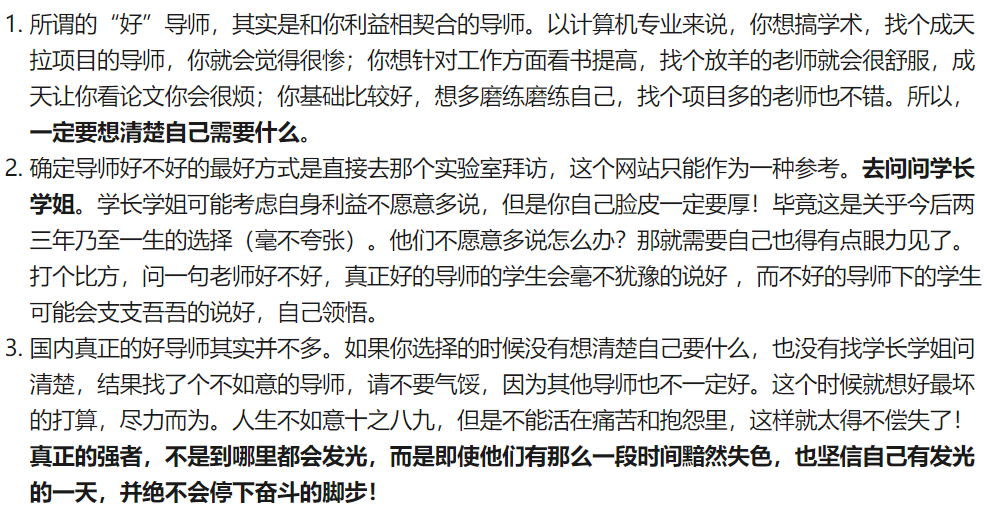 1. 所谓的“好”导师，其实是和你利益相契合的导师。以计算机专业来说，你想搞学术，找个成天
拉项目的导师，你就会觉得很惨；你想针对工作方面看书提高，找个放羊的老师就会很舒服，成
天让你看论文你会很烦；你基础比较好，想多磨练磨练自己，找个项目多的老师也不错。所以，
一定要想清楚自己需要什么。
2. 确定导师好不好的最好方式是直接去那个实验室拜访，这个网站只能作为一种参考。去问问学长
学姐。学长学姐可能考虑自身利益不愿意多说，但是你自己脸皮一定要厚！毕竟这是关乎今后两
三年乃至一生的选择（毫不夸张）。他们不愿意多说怎么办？那就需要自己也得有点眼力见了。
打个比方，问一句老师好不好，真正好的导师的学生会毫不犹豫的说好 ，而不好的导师下的学生
可能会支支吾吾的说好，自己领悟。
3. 国内真正的好导师其实并不多。如果你选择的时候没有想清楚自己要什么，也没有找学长学姐问
清楚，结果找了个不如意的导师，请不要气馁，因为其他导师也不一定好。这个时候就想好最坏
的打算，尽力而为。人生不如意十之八九，但是不能活在痛苦和抱怨里，这样就太得不偿失了！
真正的强者，不是到哪里都会发光，而是即使他们有那么一段时间黯然失色，也坚信自己有发光
的一天，并绝不会停下奋斗的脚步！